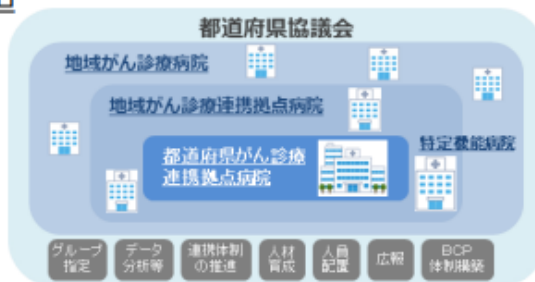 都道府県協議会
地域がん診療病院
地域がん診療連携拠点病院
特定機能病院
都道府県がん診療
連携拠点病院
グループ
指定
データ
分析等
連携体制
の推進
人材
育成
人員
配置
広報
BCP
体制構築